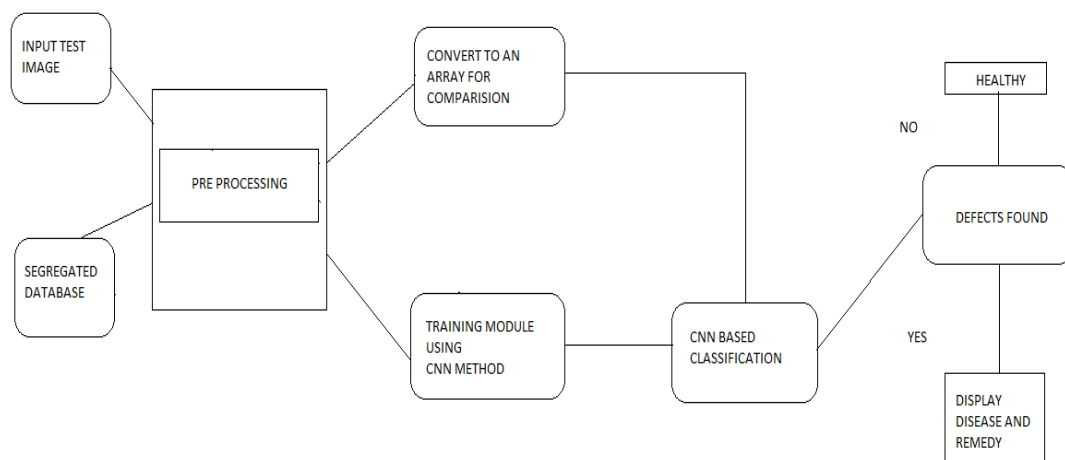 INPUT TEST
IMAGE
CONVERT TO AN
ARRAY FOR
COMPARISION
HEALTHY
NO
PRE PROCESSING
DEFECTS FOUND
SEGREGATED
DATABASE
TRAINING MODULE
USING
CNN METHOD
CNN BASED
CLASSIFICATION
YES
DISPLAY
DISEASE AND
REMEDY